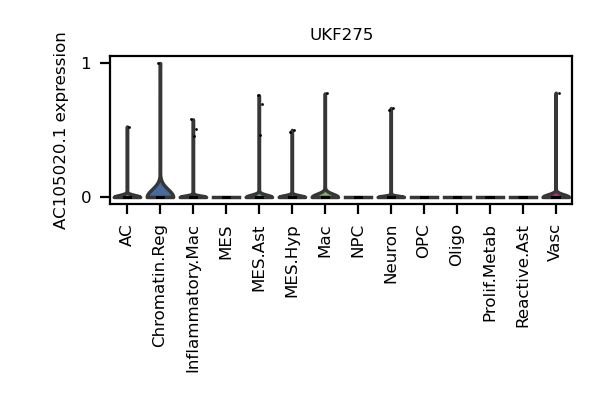 UKF275
AC105020.1 expression
1
0
AC
Chromatin.Reg
Inflammatory.Mac
MES
MES.Ast
MES.Hyp
Mac
NPC
Neuron
OPC
Oligo
Prolif.Metab
Reactive.Ast
Vasc